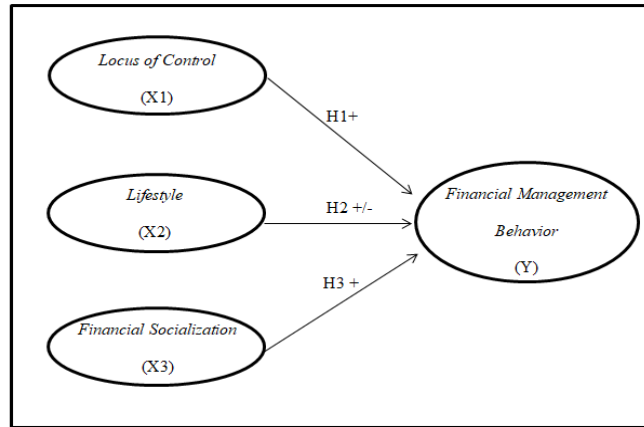 Locus of Control
(X1)
H1+
Lifestyle
(X2)
H2 +/-
Financial Management
Behavior
(Y)
H3 +
Financial Socialization
(X3)